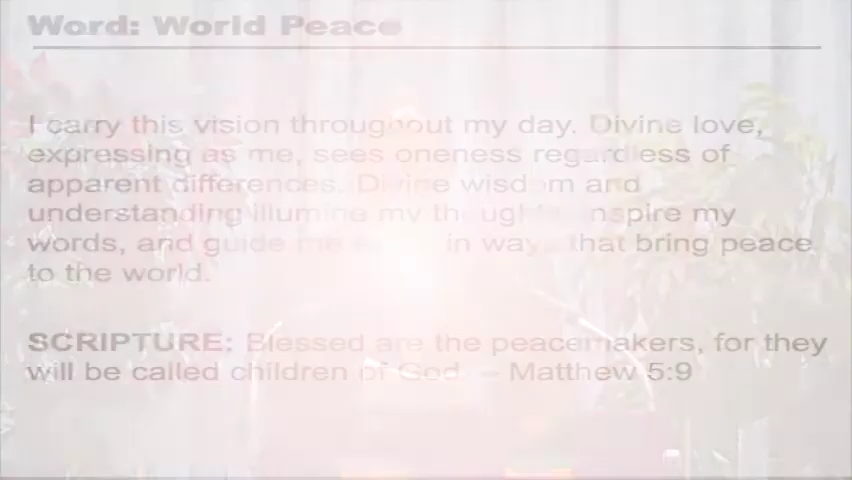 Word: World Peace
I carry this vision throughout my day. Divine love,
expressing as me, sees oneness regardless of
apparent differences. Divine wisdom and
understanding illumine my thoughts, inspire my
words, and guide me in ways that bring peace
to the world.
SCRIPTURE: Blessed are the peacemakers, for they
will be called children of God. – Matthew 5:9